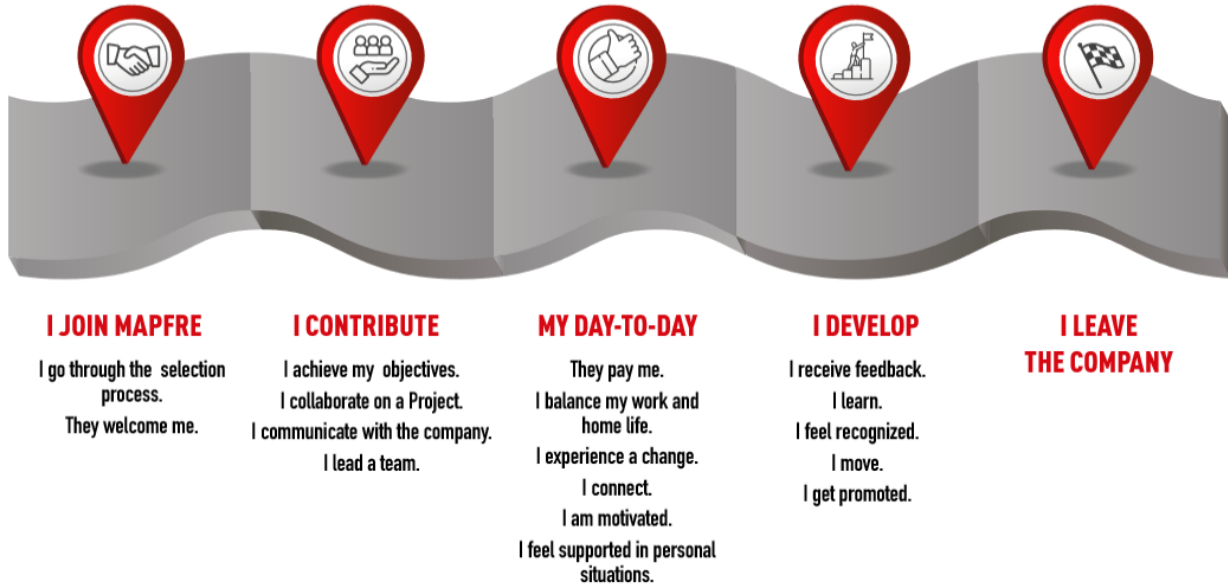 I JOIN MAPFRE
I go through the selection
process.
They welcome me.
I CONTRIBUTE
I achieve my objectives.
I collaborate on a Project.
I communicate with the company.
I lead a team.
MY DAY-TO-DAY
They pay me.
I balance my work and
home life.
I experience a change.
I connect.
I am motivated.
I feel supported in personal
situations.
I DEVELOP
I receive feedback.
I learn.
I feel recognized.
I move.
I get promoted.
I LEAVE
THE COMPANY